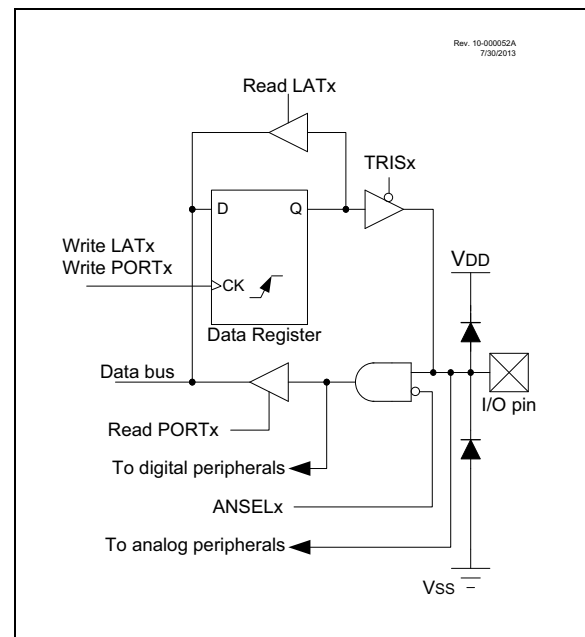 Rev. 10-000052A
7/30/2013
Read LATx
TRISx
D Q
Write LATx
Write PORTx
CK
VDD
Data Register
Data bus
I/O pin
Read PORTx
To digital peripherals
ANSELx
To analog peripherals
VSS